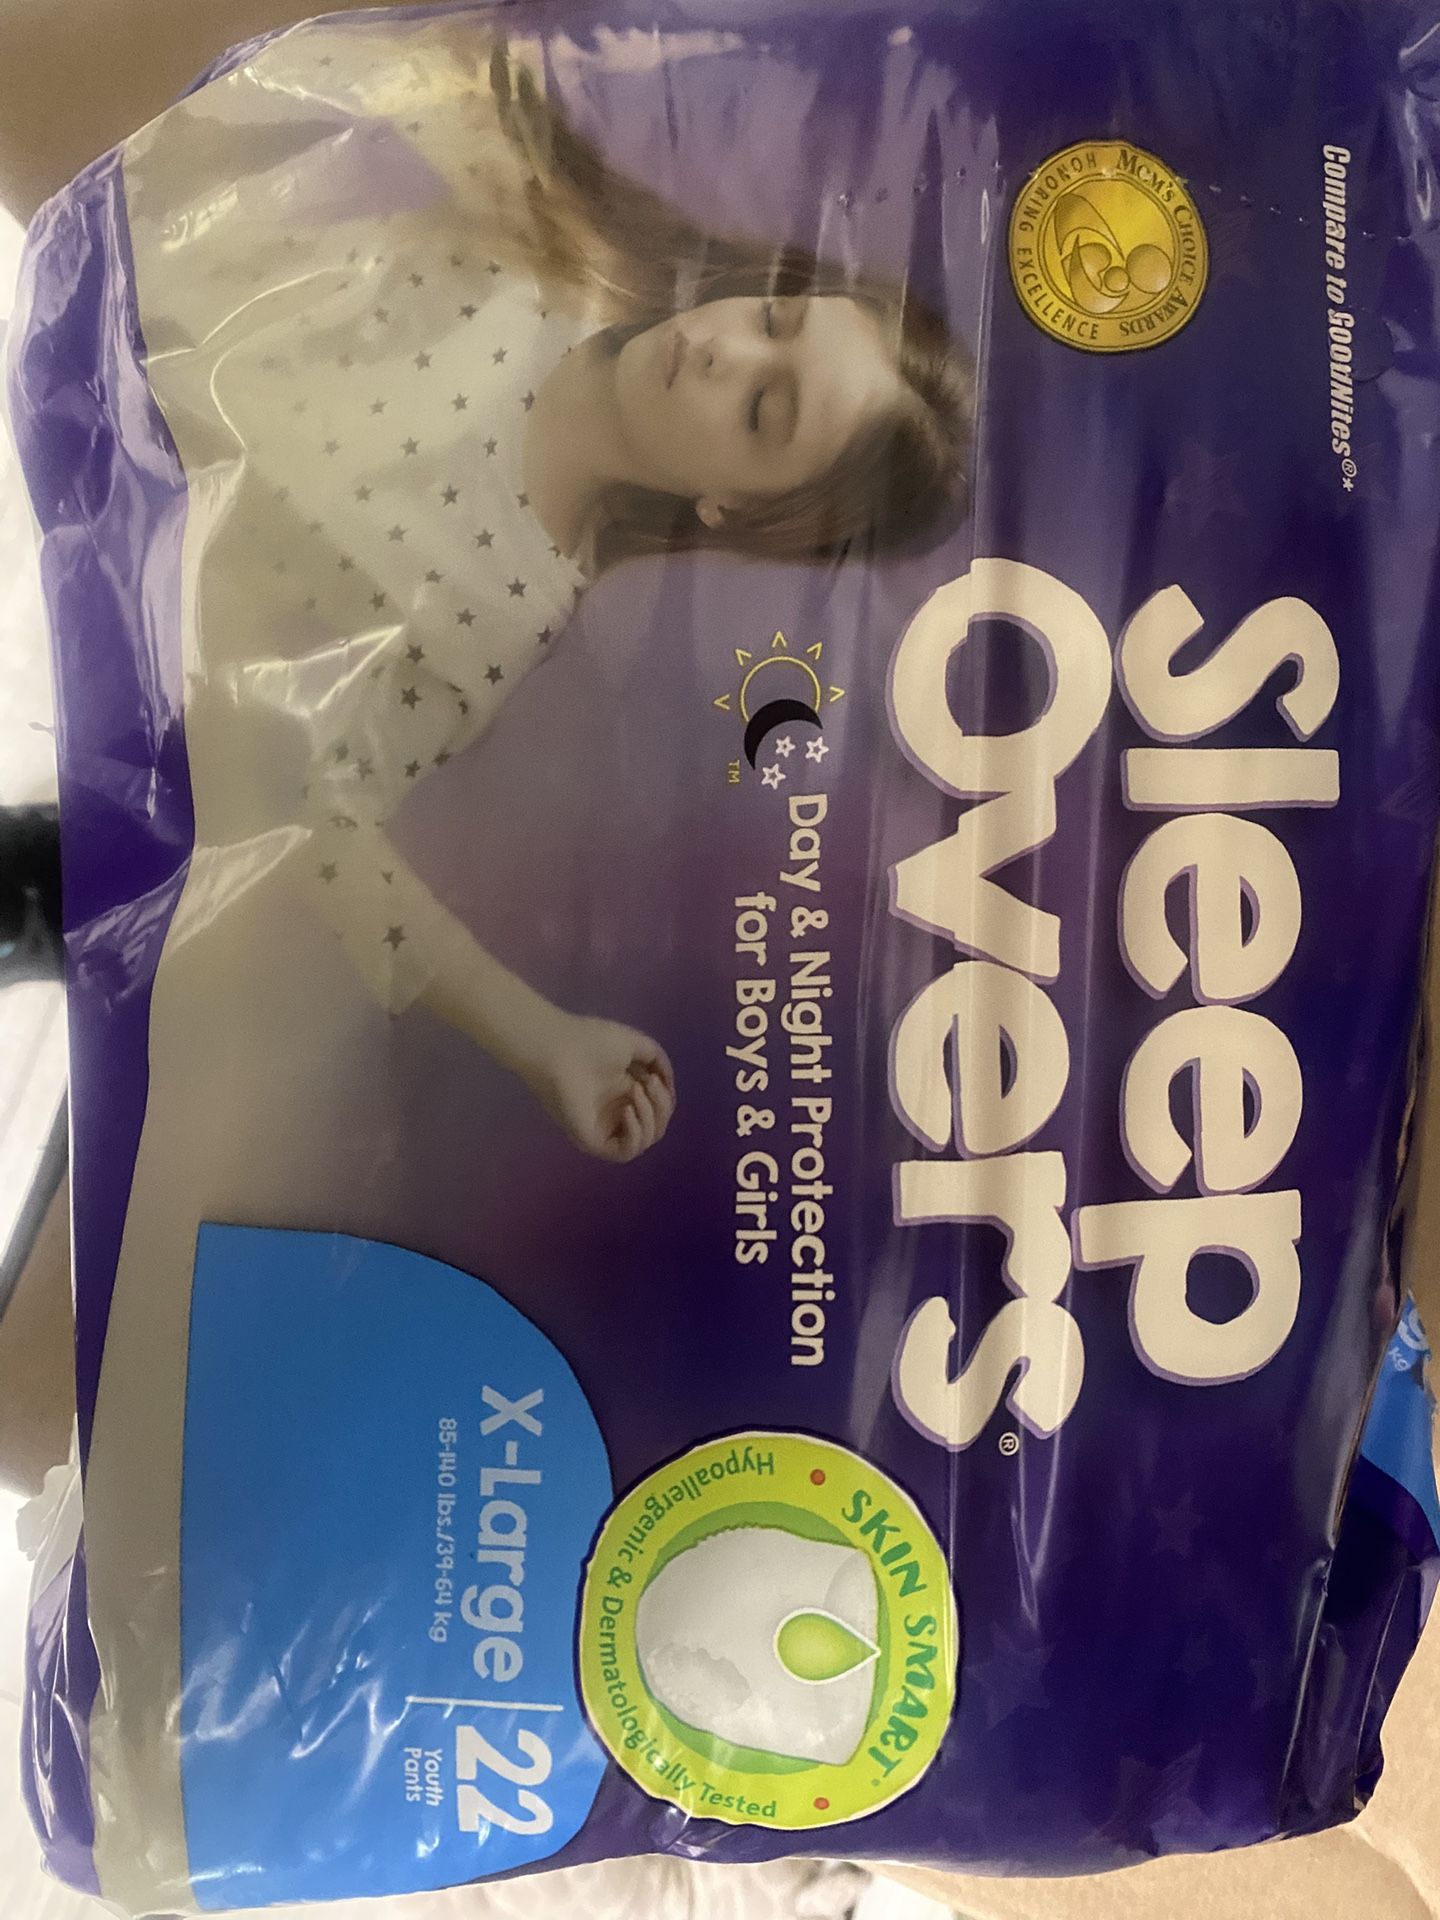 Compare to GOODNites®*
MOM'S CHOICE AWARDS
HONORING EXCELLENCE
Sleep
Overs®
TM
Day & Night Protection
for Boys & Girls
SKIN SMART
Hypoallergenic & Dermatologically Tested
X-Large
85-140 lbs./39-64 kg
22
Youth
Pants
kg